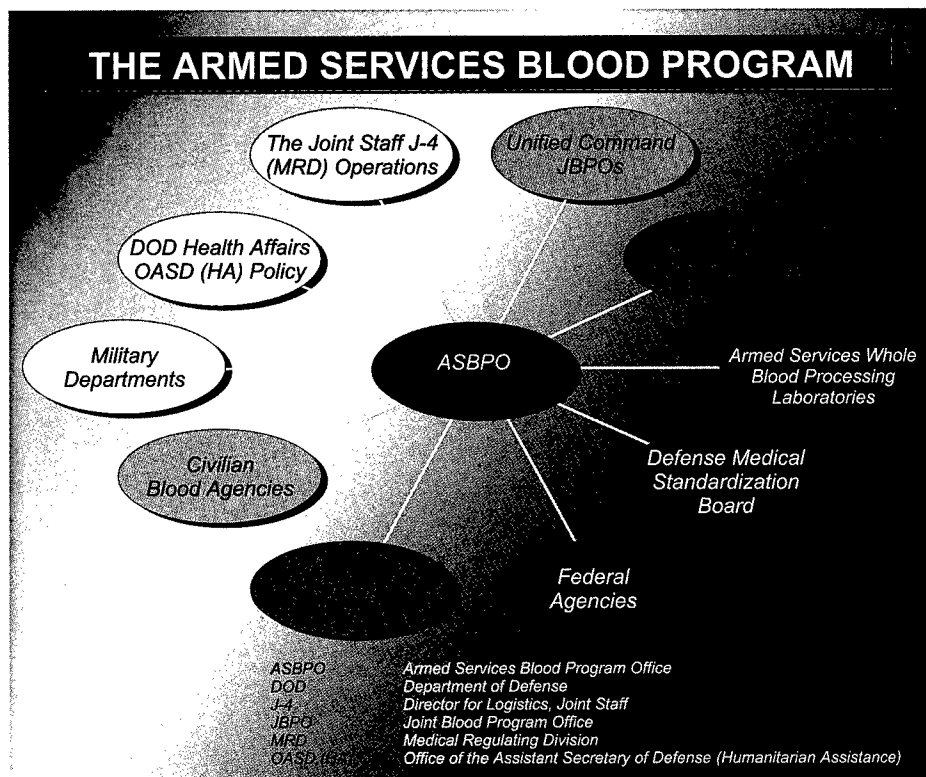 THE ARMED SERVICES BLOOD PROGRAM
The Joint Staff J-4
(MRD) Operations
Unified Command
JBPOs
DOD Health Affairs
OASD (HA) Policy
Military
Departments
ASBPO
Armed Services Whole
Blood Processing
Laboratories
Civilian
Blood Agencies
Defense Medical
Standardization
Board
Federal
Agencies
ASBPO Armed Services Blood Program Office
DOD Department of Defense
J-4 Director for Logistics, Joint Staff
JBPO Joint Blood Program Office
MRD Medical Regulating Division
OASD (HA) Office of the Assistant Secretary of Defense (Humanitarian Assistance)